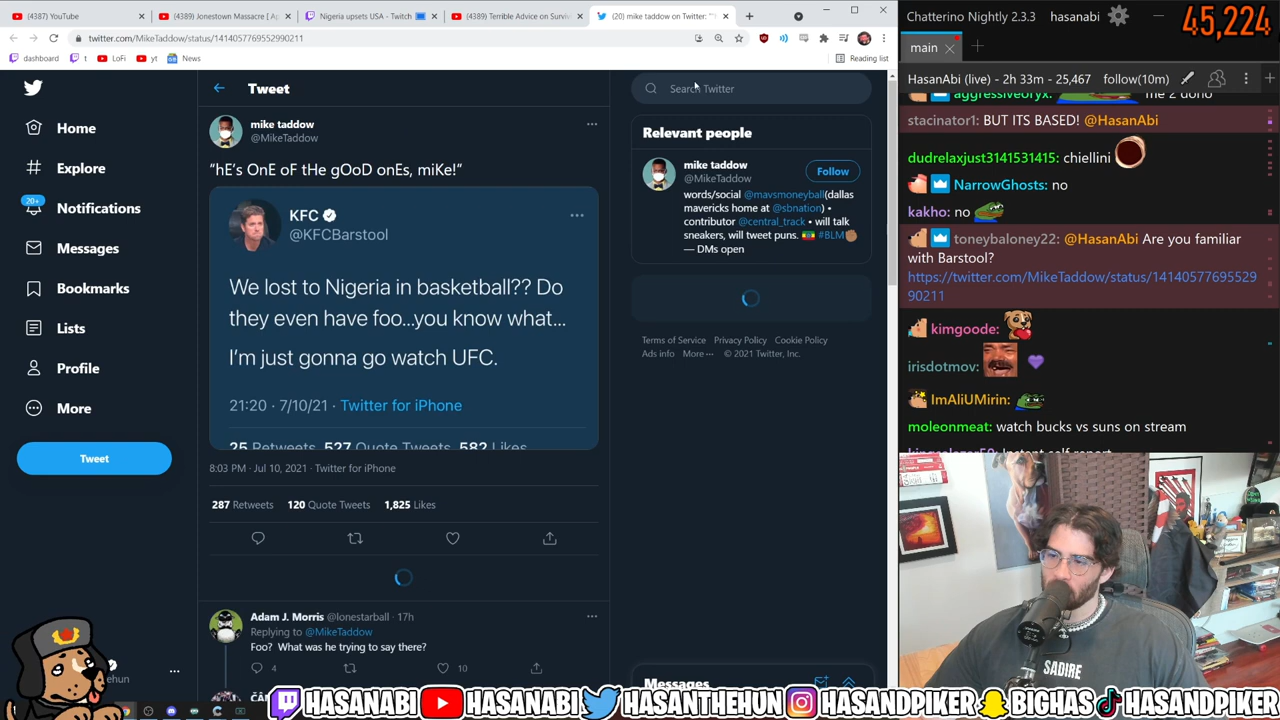 (4387) YouTube
(4389) Jonestown Massacre [ Ap
Nigeria upsets USA - Twitch
(4389) Terrible Advice on Surviv
(20) mike taddow on Twitter: "“
twitter.com/MikeTaddow/status/1414057769552990211
dashboard
1
LoFi
yt
News
Reading list
Home
Explore
20+
Notifications
Messages
Bookmarks
Lists
Profile
More
Tweet
Tweet
mike taddow
@MikeTaddow
“hE’s OnE of tHe gOoD onEs, miKe!”
KFC
@KFCBarstool
We lost to Nigeria in basketball?? Do
they even have foo...you know what...
I’m just gonna go watch UFC.
21:20 · 7/10/21 · Twitter for iPhone
25 Retweets 527 Quote Tweets 582 Likes
8:03 PM · Jul 10, 2021 · Twitter for iPhone
287 Retweets 120 Quote Tweets 1,825 Likes
Adam J. Morris @lonestarball · 17h
Replying to @MikeTaddow
Foo? What was he trying to say there?
4
10
Search Twitter
Relevant people
mike taddow
@MikeTaddow
Follow
words/social @mavsmoneyball(dallas
mavericks home at @sbnation) •
contributor @central_track • will talk
sneakers, will tweet puns. 🇪🇹 #BLM✊🏾
— DMs open
Terms of Service Privacy Policy Cookie Policy
Ads info More ··· © 2021 Twitter, Inc.
Messages
Chatterino Nightly 2.3.3 hasanabi
45,224
main
HasanAbi (live) - 2h 33m - 25,467 follow(10m)
aggressiveoryx: me 2 dono
stacinator1: BUT ITS BASED! @HasanAbi
dudrelaxjust3141531415: chiellini
NarrowGhosts: no
kakho: no
toneybaloney22: @HasanAbi Are you familiar
with Barstool?
https://twitter.com/MikeTaddow/status/14140577695529
90211
kimgoode:
irisdotmov:
ImAliUMirin:
moleonmeat: watch bucks vs suns on stream
SADIRE
HASANABI HASANABI HASANTHEHUN HASANDPIKER BIGHAS HASANDPIKER